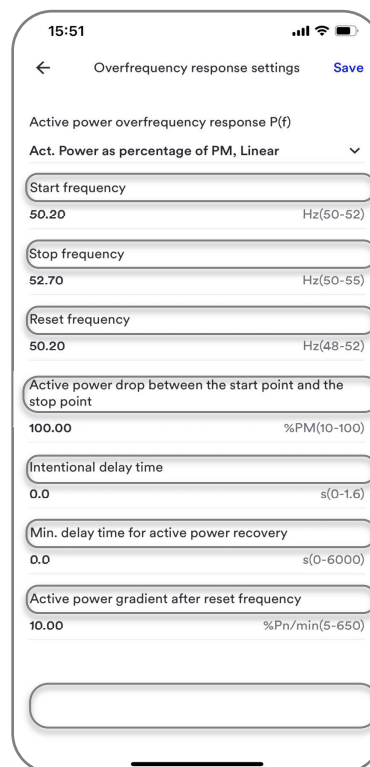 15:51
Overfrequency response settings Save
Active power overfrequency response P(f)
Act. Power as percentage of PM, Linear
Start frequency
50.20 Hz(50-52)
Stop frequency
52.70 Hz(50-55)
Reset frequency
50.20 Hz(48-52)
Active power drop between the start point and the
stop point
100.00 %PM(10-100)
Intentional delay time
0.0 s(0-1.6)
Min. delay time for active power recovery
0.0 s(0-6000)
Active power gradient after reset frequency
10.00 %Pn/min(5-650)